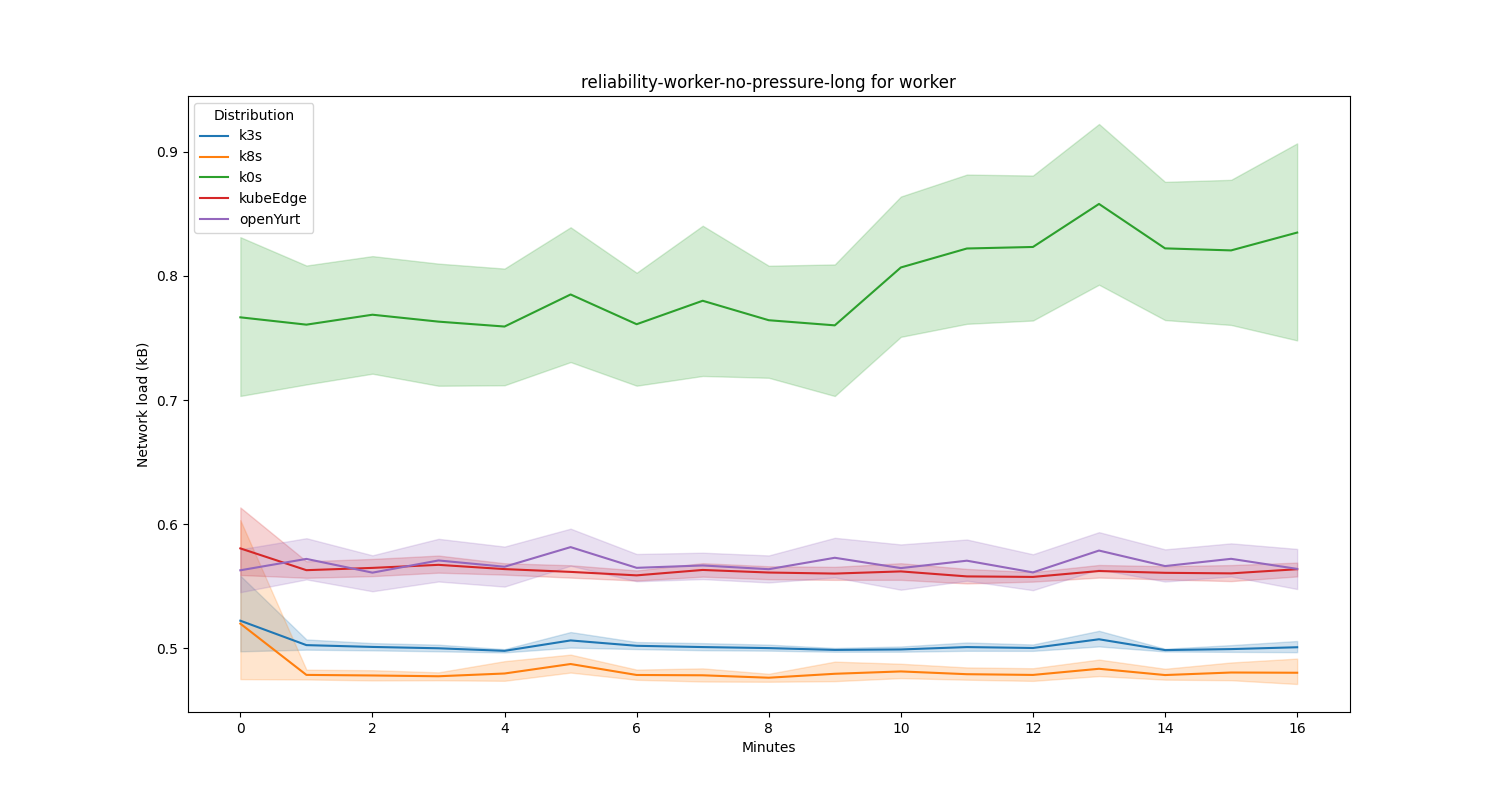 reliability-worker-no-pressure-long for worker
Distribution
k3s
k8s
k0s
kubeEdge
openYurt
Network load (kB)
0.9
0.8
0.7
0.6
0.5
0 2 4 6 8 10 12 14 16
Minutes